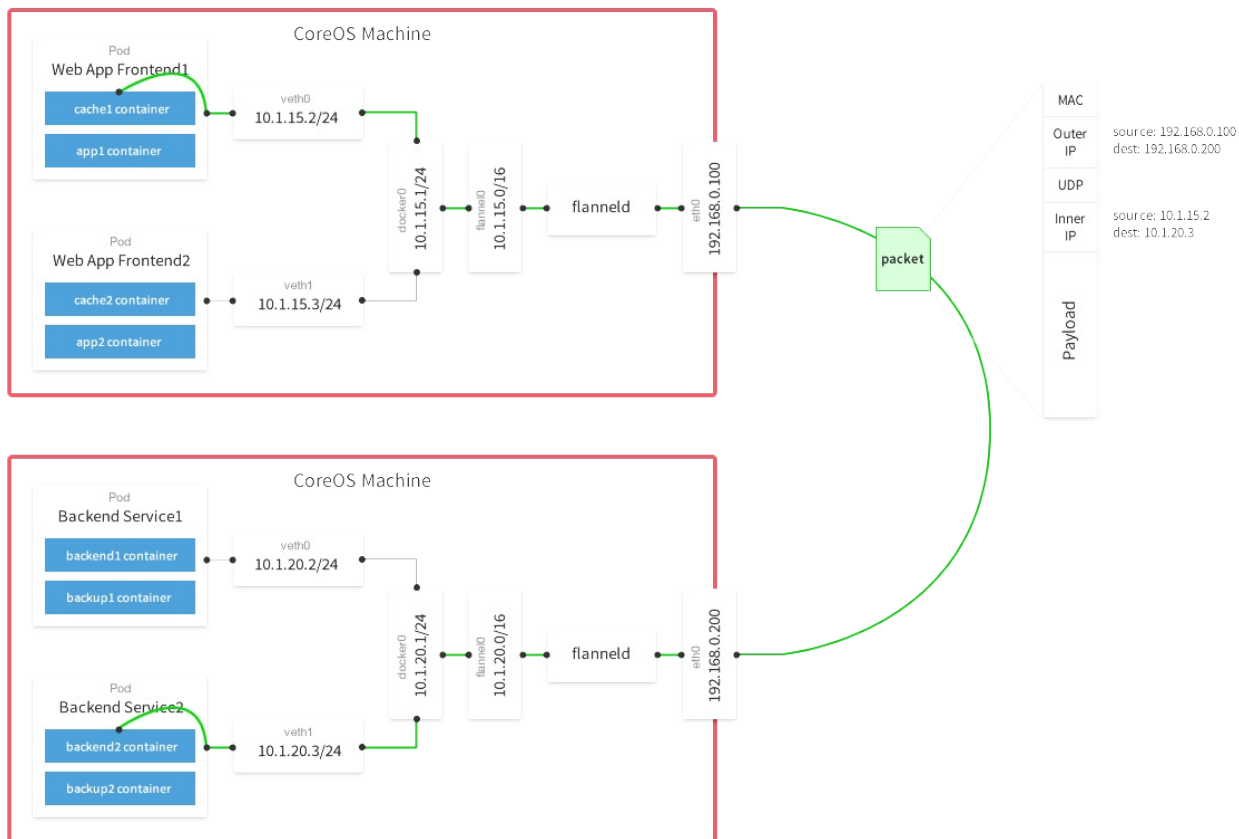 CoreOS Machine
Pod
Web App Frontend1
cache1 container
app1 container
veth0
10.1.15.2/24
Pod
Web App Frontend2
cache2 container
app2 container
veth1
10.1.15.3/24
docker0
10.1.15.1/24
flannel0
10.1.15.0/16
flanneld
eth0
192.168.0.100
packet
MAC
Outer
IP
source: 192.168.0.100
dest: 192.168.0.200
UDP
Inner
IP
source: 10.1.15.2
dest: 10.1.20.3
Payload
CoreOS Machine
Pod
Backend Service1
backend1 container
backup1 container
veth0
10.1.20.2/24
Pod
Backend Service2
backend2 container
backup2 container
veth1
10.1.20.3/24
docker0
10.1.20.1/24
flannel0
10.1.20.0/16
flanneld
eth0
192.168.0.200